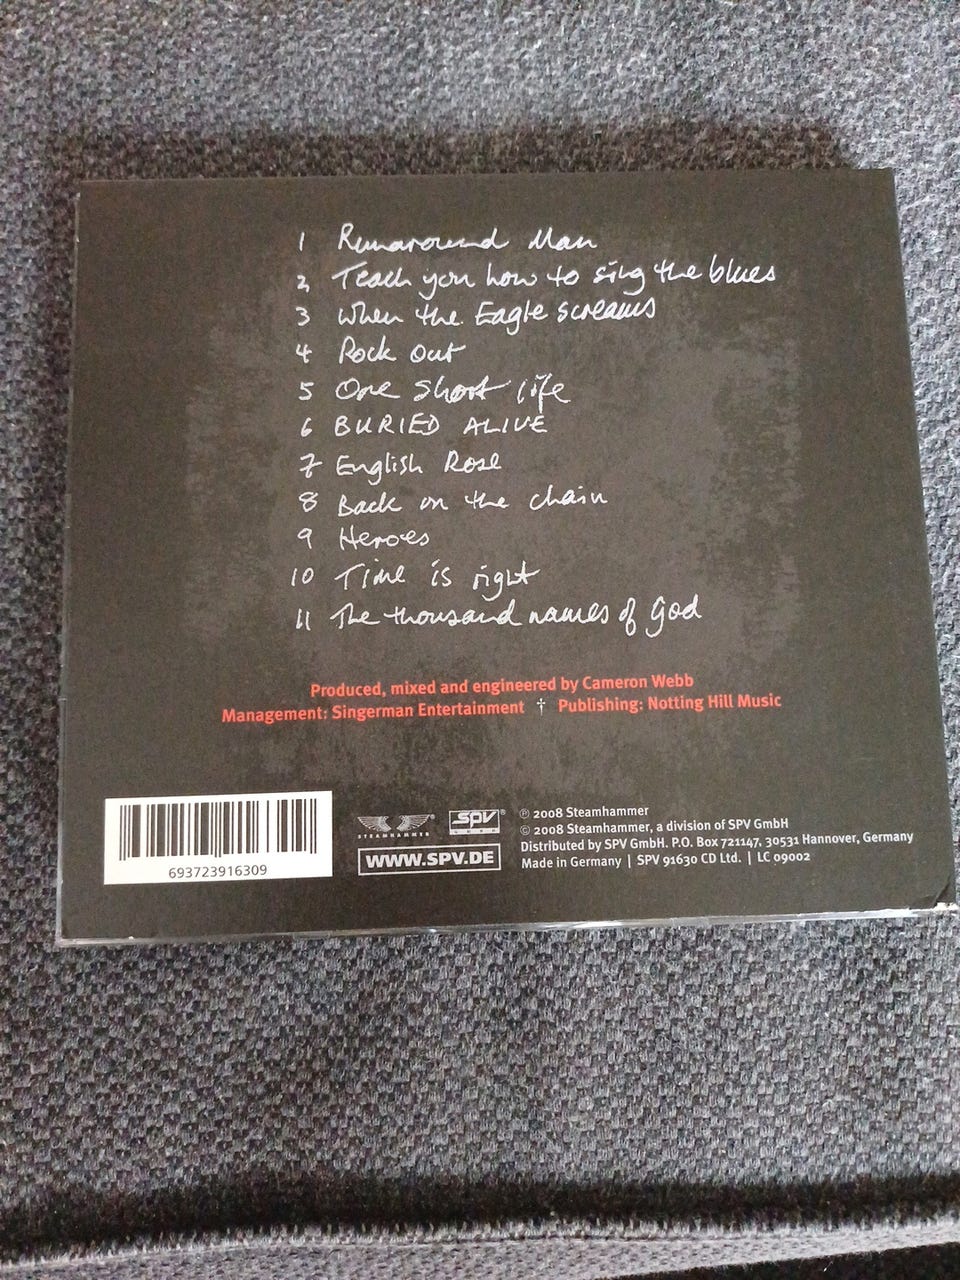 1 Runaround Man
2 Teach you how to sing the blues
3 When the Eagle screams
4 Rock Out
5 One Short life
6 BURIED ALIVE
7 English Rose
8 Back on the chain
9 Heroes
10 Time is right
11 The thousand names of God
Produced, mixed and engineered by Cameron Webb
Management: Singerman Entertainment † Publishing: Notting Hill Music
693723916309
STEAMHAMMER
SPV
WWW.SPV.DE
℗ 2008 Steamhammer
© 2008 Steamhammer, a division of SPV GmbH
Distributed by SPV GmbH. P.O. Box 721147, 30531 Hannover, Germany
Made in Germany | SPV 91630 CD Ltd. | LC 09002